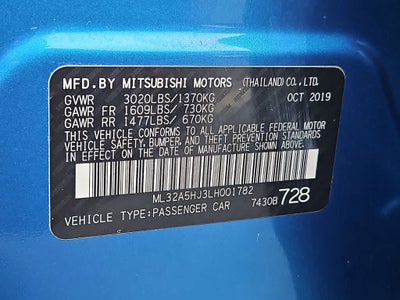 MFD.BY MITSUBISHI MOTORS (THAILAND) CO., LTD.
GVWR 3020LBS/1370KG OCT 2019
GAWR FR 1609LBS/ 730KG
GAWR RR 1477LBS/ 670KG
THIS VEHICLE CONFORMS TO ALL APPLICABLE FEDERAL MOTOR
VEHICLE SAFETY, BUMPER, AND THEFT PREVENTION STANDARDS
IN EFFECT ON THE DATE OF MANUFACTURE SHOWN ABOVE.
ML32A5HJ3LH001782
VEHICLE TYPE:PASSENGER CAR 7430B 728